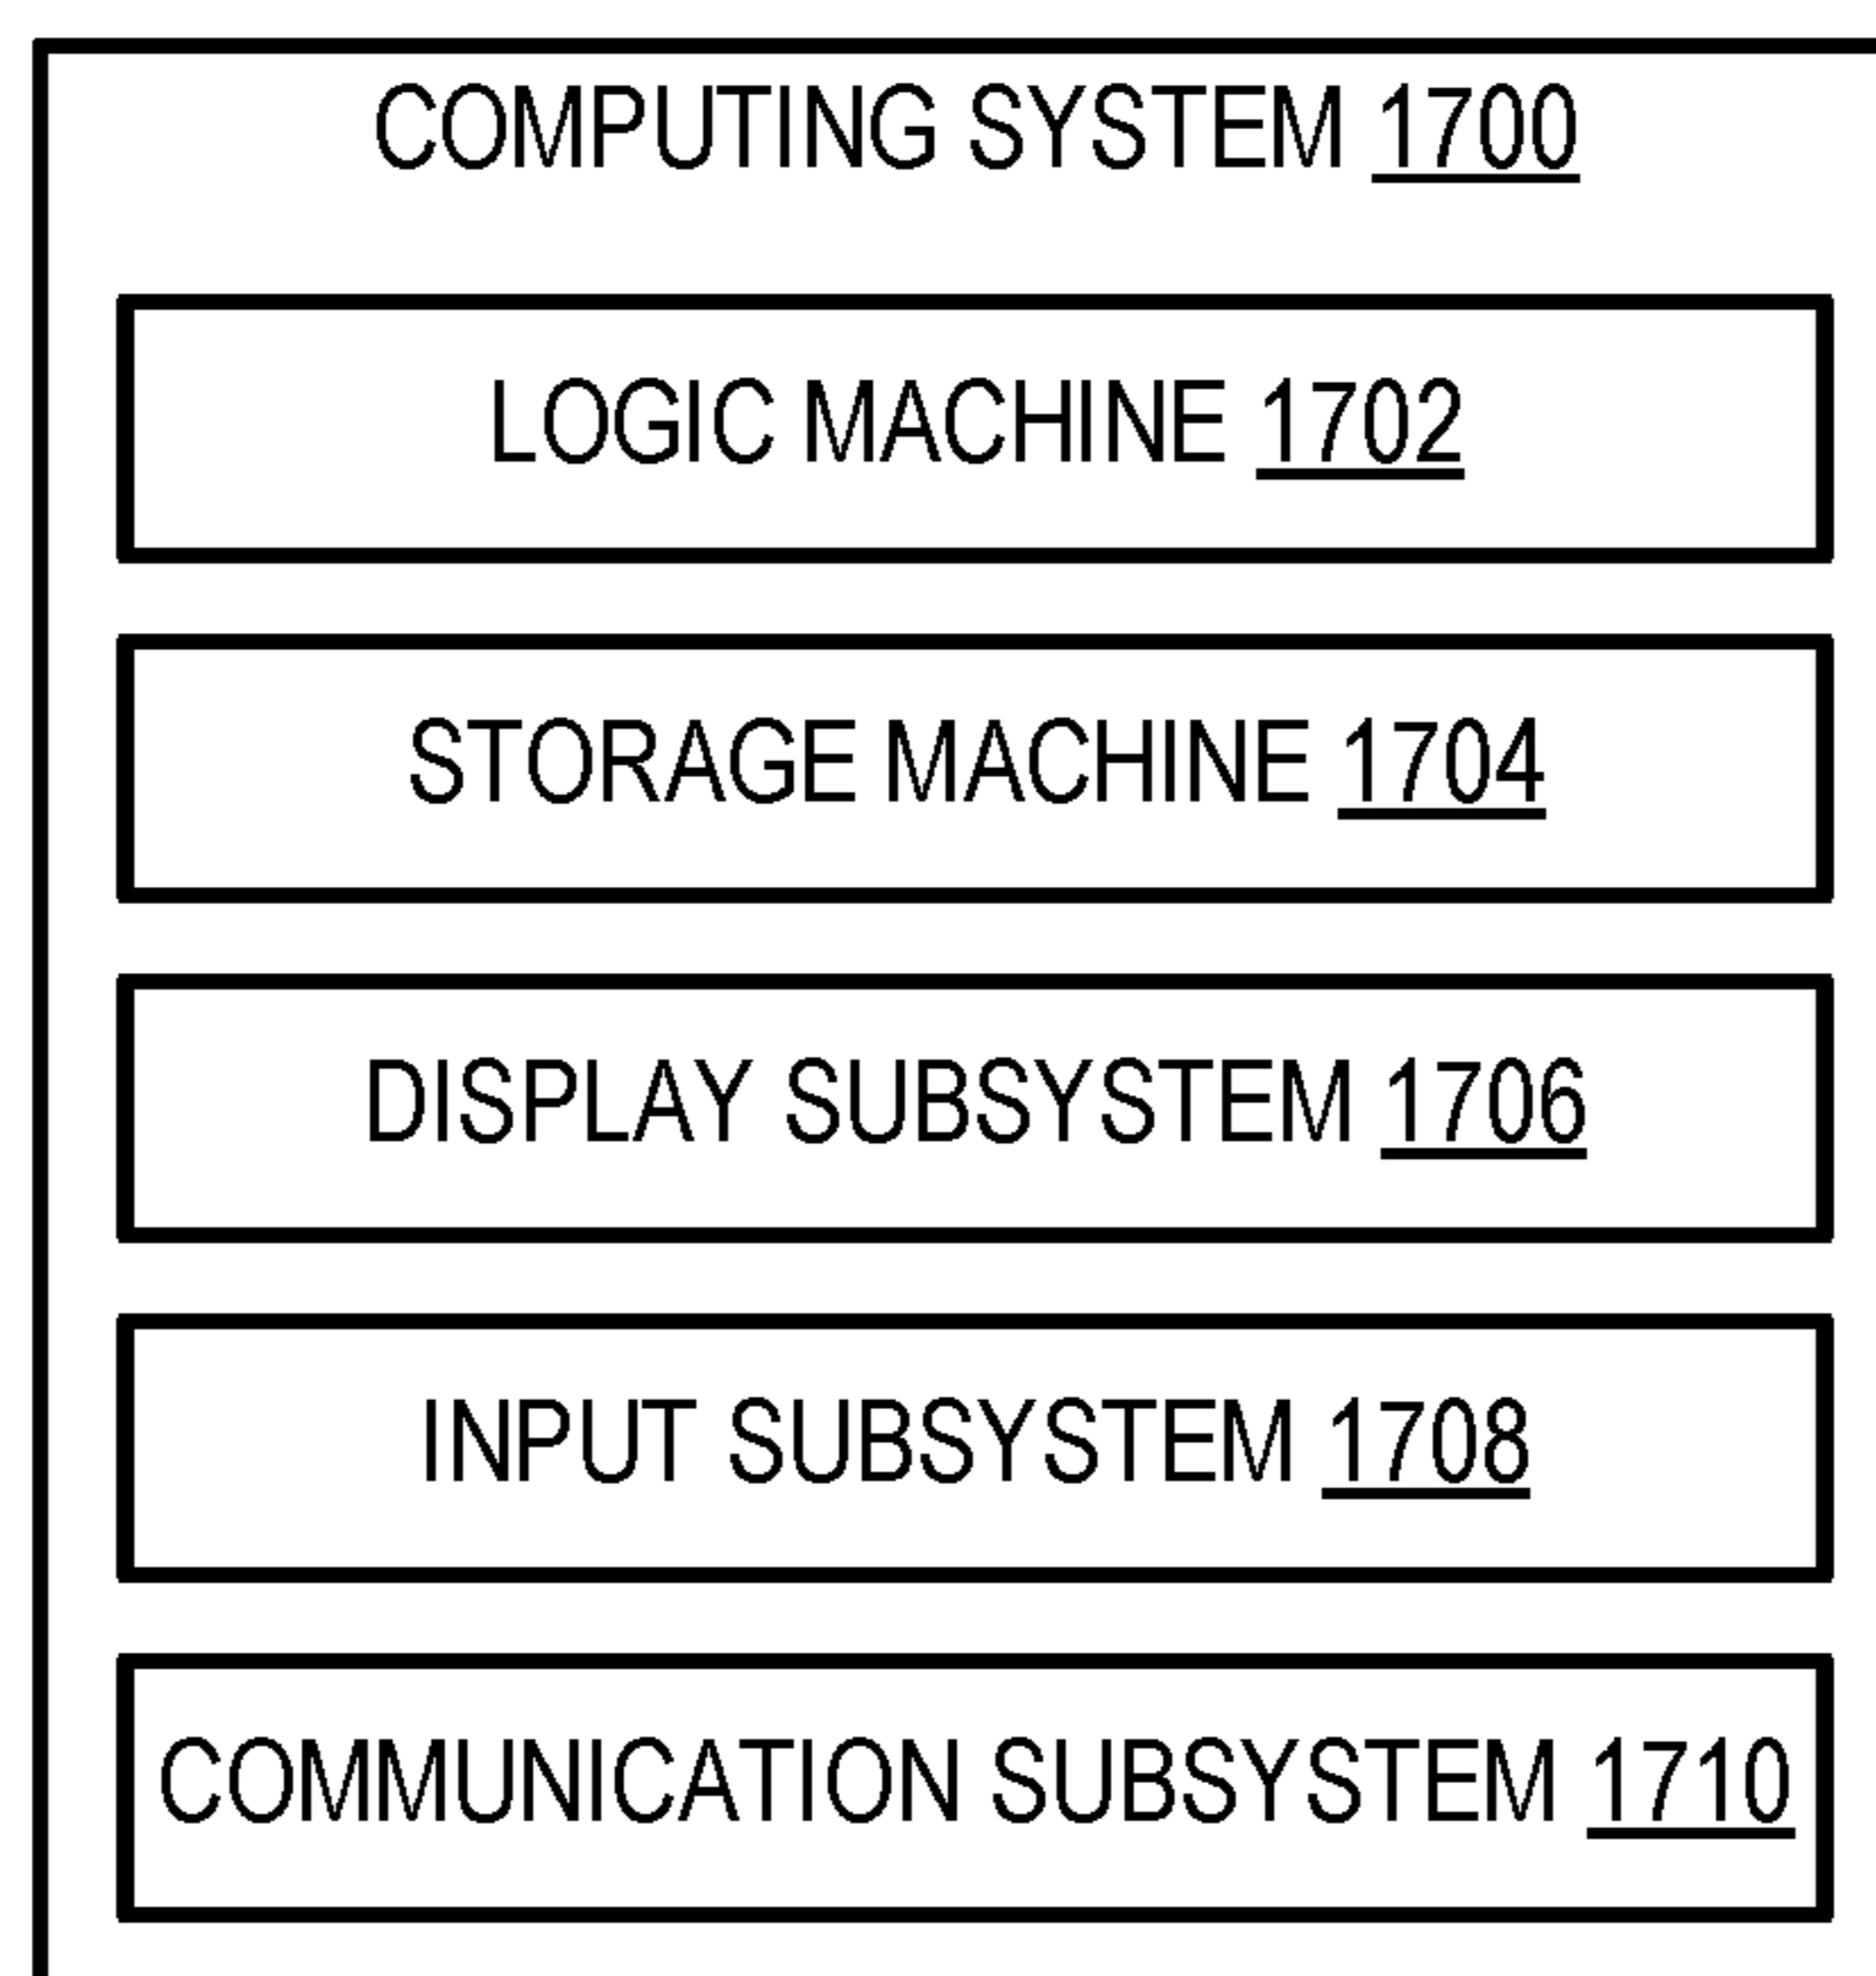 COMPUTING SYSTEM 1700
LOGIC MACHINE 1702
STORAGE MACHINE 1704
DISPLAY SUBSYSTEM 1706
INPUT SUBSYSTEM 1708
COMMUNICATION SUBSYSTEM 1710